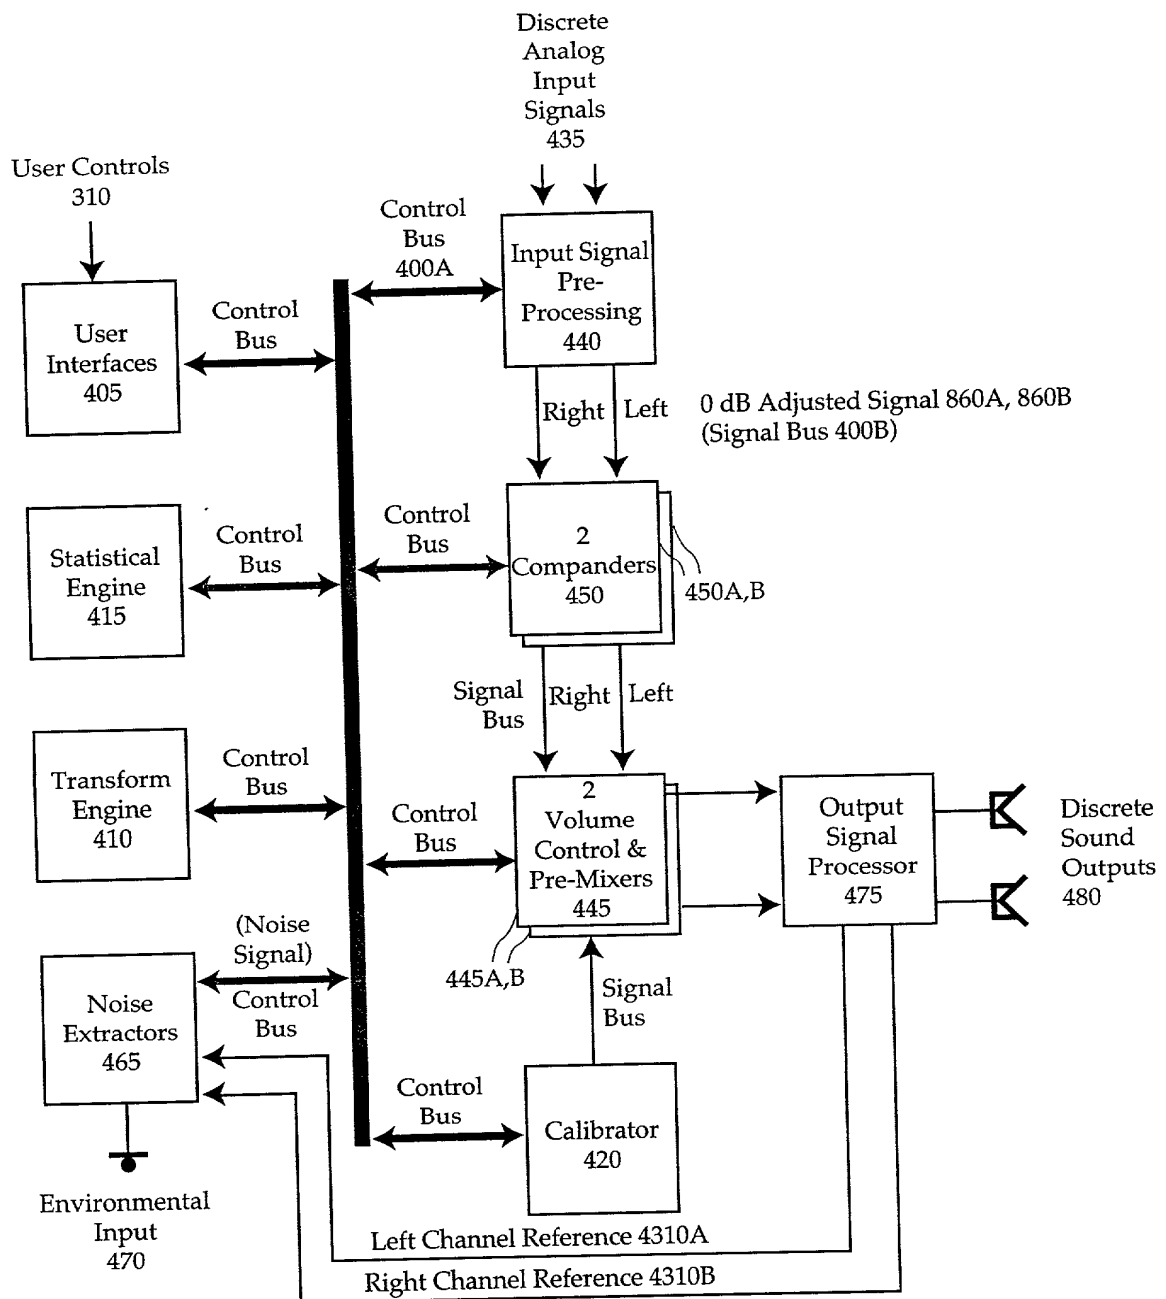 Discrete
Analog
Input
Signals
435
User Controls
310
Control
Bus
400A
Input Signal
Pre-
Processing
440
User
Interfaces
405
Control
Bus
Right
Left
0 dB Adjusted Signal 860A, 860B
(Signal Bus 400B)
Statistical
Engine
415
Control
Bus
Control
Bus
2
Companders
450
450A,B
Signal
Bus
Right
Left
Transform
Engine
410
Control
Bus
Control
Bus
2
Volume
Control &
Pre-Mixers
445
445A,B
Output
Signal
Processor
475
Discrete
Sound
Outputs
480
Noise
Extractors
465
(Noise
Signal)
Control
Bus
Signal
Bus
Control
Bus
Calibrator
420
Environmental
Input
470
Left Channel Reference 4310A
Right Channel Reference 4310B